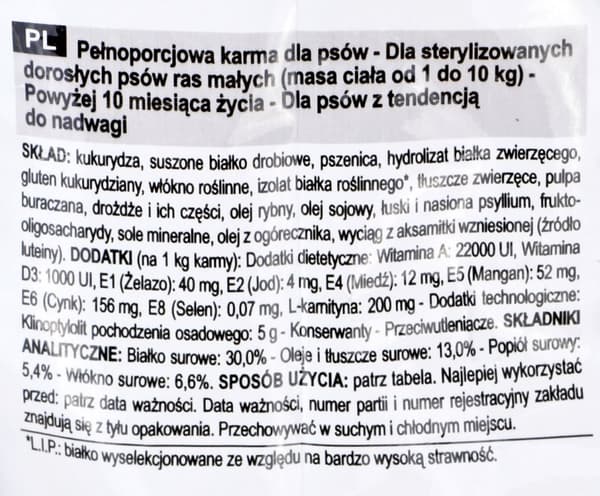 PL Pełnoporcjowa karma dla psów - Dla sterylizowanych
dorosłych psów ras małych (masa ciała od 1 do 10 kg) -
Powyżej 10 miesiąca życia - Dla psów z tendencją
do nadwagi
SKŁAD: kukurydza, suszone białko drobiowe, pszenica, hydrolizat białka zwierzęcego,
gluten kukurydziany, włókno roślinne, izolat białka roślinnego*, tłuszcze zwierzęce, pulpa
buraczana, drożdże i ich części, olej rybny, olej sojowy, łuski i nasiona psyllium, frukto-
oligosacharydy, sole mineralne, olej z ogórecznika, wyciąg z aksamitki wzniesionej (źródło
luteiny). DODATKI (na 1 kg karmy): Dodatki dietetyczne: Witamina A: 22000 UI, Witamina
D3: 1000 UI, E1 (Żelazo): 40 mg, E2 (Jod): 4 mg, E4 (Miedź): 12 mg, E5 (Mangan): 52 mg,
E6 (Cynk): 156 mg, E8 (Selen): 0,07 mg, L-karnityna: 200 mg - Dodatki technologiczne:
Klinoptylolit pochodzenia osadowego: 5 g - Konserwanty - Przeciwutleniacze. SKŁADNIKI
ANALITYCZNE: Białko surowe: 30,0% - Oleje i tłuszcze surowe: 13,0% - Popiół surowy:
5,4% - Włókno surowe: 6,6%. SPOSÓB UŻYCIA: patrz tabela. Najlepiej wykorzystać
przed: patrz data ważności. Data ważności, numer partii i numer rejestracyjny zakładu
znajdują się z tyłu opakowania. Przechowywać w suchym i chłodnym miejscu.
*L.I.P.: białko wyselekcjonowane ze względu na bardzo wysoką strawność.